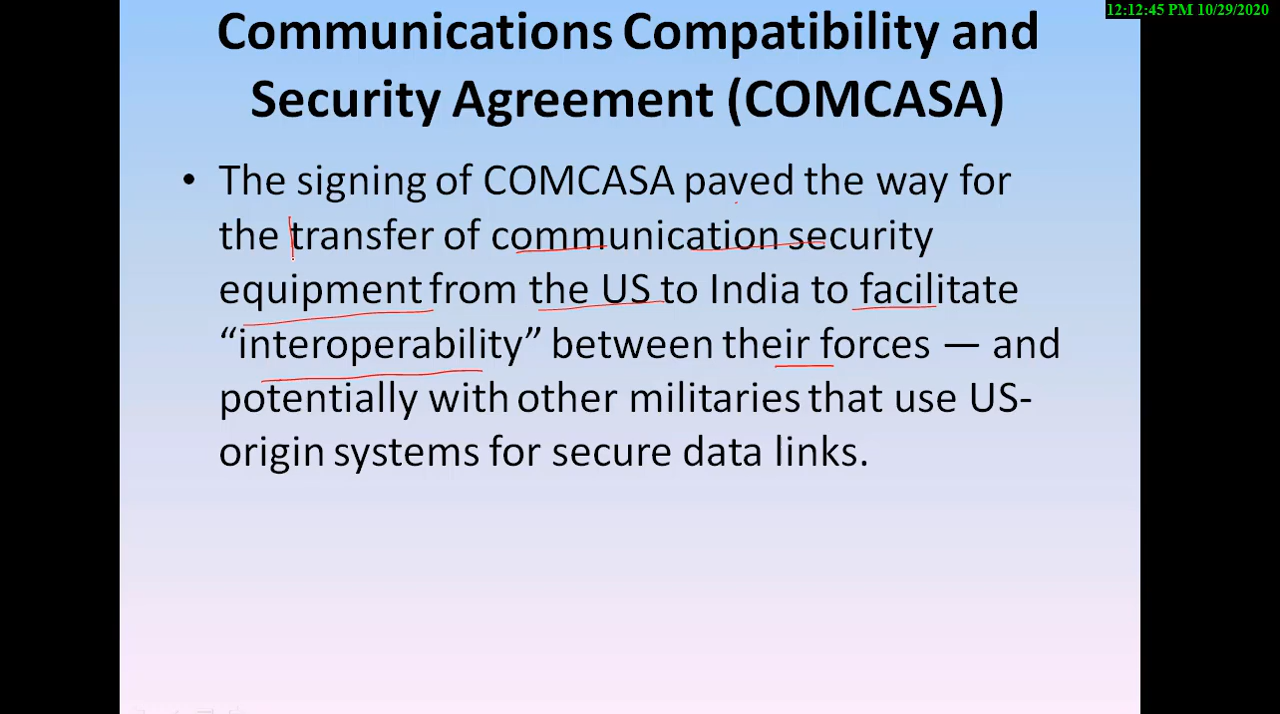 12:12:45 PM 10/29/2020
Communications Compatibility and
Security Agreement (COMCASA)
• The signing of COMCASA paved the way for
the transfer of communication security
equipment from the US to India to facilitate
“interoperability” between their forces — and
potentially with other militaries that use US-
origin systems for secure data links.